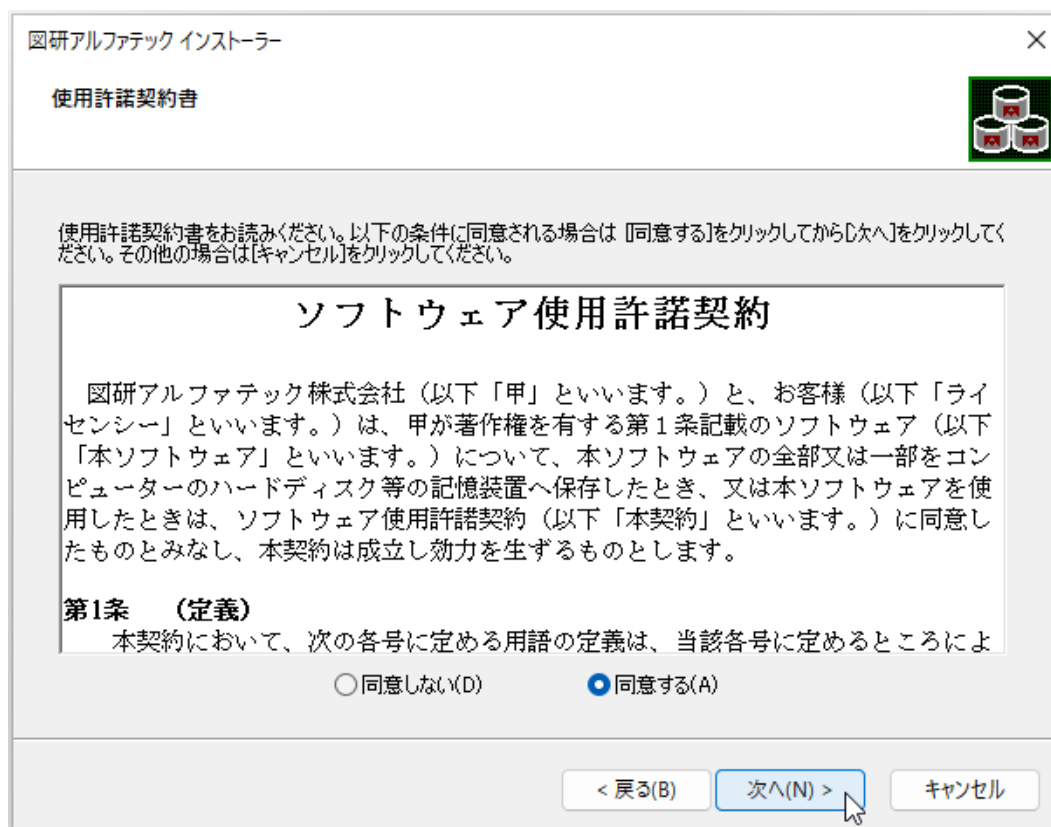 図研アルファテック インストーラー
使用許諾契約書
使用許諾契約書をお読みください。以下の条件に同意される場合は [同意する]をクリックしてから[次へ]をクリックしてく
ださい。その他の場合は[キャンセル]をクリックしてください。
ソフトウェア使用許諾契約
図研アルファテック株式会社（以下「甲」といいます。）と、お客様（以下「ライ
センシー」といいます。）は、甲が著作権を有する第１条記載のソフトウェア（以下
「本ソフトウェア」といいます。）について、本ソフトウェアの全部又は一部をコン
ピューターのハードディスク等の記憶装置へ保存したとき、又は本ソフトウェアを使
用したときは、ソフトウェア使用許諾契約（以下「本契約」といいます。）に同意し
たものとみなし、本契約は成立し効力を生ずるものとします。
第1条　（定義）
本契約において、次の各号に定める用語の定義は、当該各号に定めるところによ
同意しない(D) 同意する(A)
< 戻る(B) 次へ(N) > キャンセル